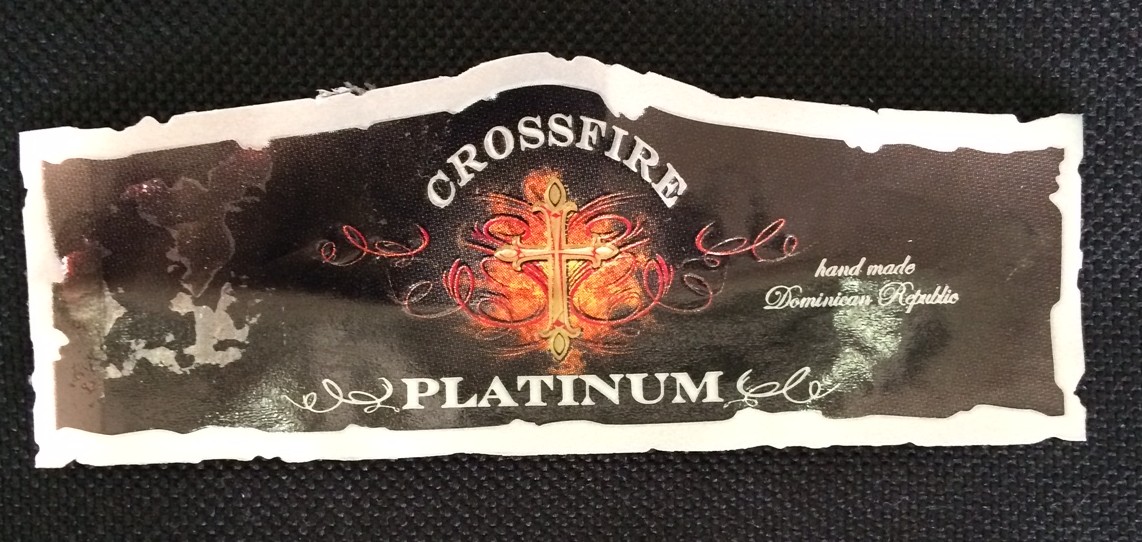 CROSSFIRE
hand made
Dominican Republic
PLATINUM